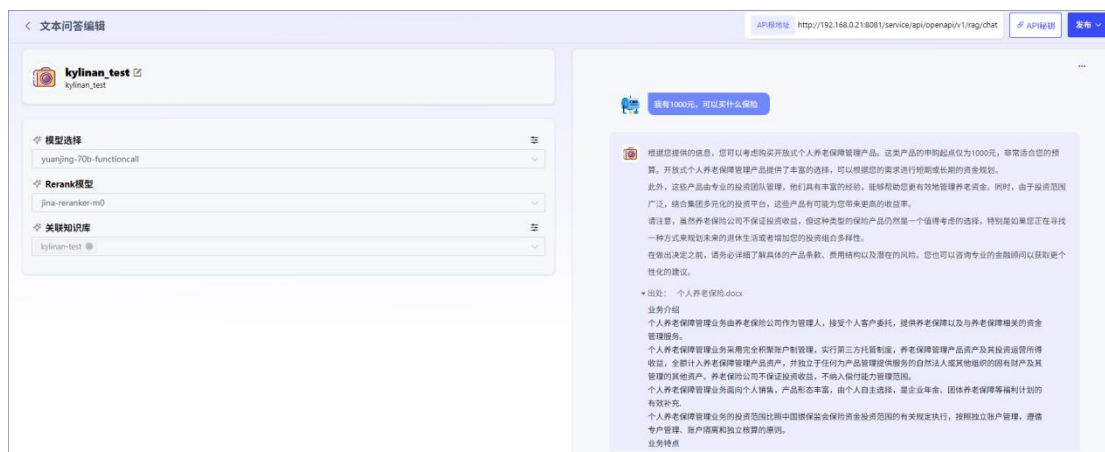 文本问答编辑
API根地址 http://192.168.0.21:8081/service/api/openapi/v1/rag/chat
API秘钥
发布
kylinan_test
kylinan_test
模型选择
yuanjing-70b-functioncall
Rerank模型
jina-reranker-m0
关联知识库
kylinan-test
我有1000元，可以买什么保险
根据您提供的信息，您可以考虑购买开放式个人养老保障管理产品。这类产品的申购起点仅为1000元，非常适合您的预
算。开放式个人养老保障管理产品提供了丰富的选择，可以根据您的需求进行短期或长期的资金规划。
此外，这些产品由专业的投资团队管理，他们具有丰富的经验，能够帮助您更有效地管理养老资金。同时，由于投资范围
广泛，结合集团多元化的投资平台，这些产品有可能为您带来更高的收益率。
请注意，虽然养老保险公司不保证投资收益，但这种类型的保险产品仍然是一个值得考虑的选择，特别是如果您正在寻找
一种方式来规划未来的退休生活或者增加您的投资组合多样性。
在做出决定之前，请务必详细了解具体的产品条款、费用结构以及潜在的风险。您也可以咨询专业的金融顾问以获取更个
性化的建议。
出处： 个人养老保险.docx
业务介绍
个人养老保障管理业务由养老保险公司作为管理人，接受个人客户委托，提供养老保障以及与养老保障相关的资金
管理服务。
个人养老保障管理业务采用完全积累账户制管理，实行第三方托管制度，养老保障管理产品资产及其投资运营所得
收益，全额计入养老保障管理产品资产，并独立于任何为产品管理提供服务的自然法人或其他组织的固有财产及其
管理的其他资产。养老保险公司不保证投资收益，不纳入偿付能力管理范围。
个人养老保障管理业务面向个人销售，产品形态丰富，由个人自主选择，是企业年金、团体养老保障等福利计划的
有效补充.
个人养老保障管理业务的投资范围比照中国银保监会保险资金投资范围的有关规定执行，按照独立账户管理，遵循
专户管理、账户隔离和独立核算的原则。
业务特点